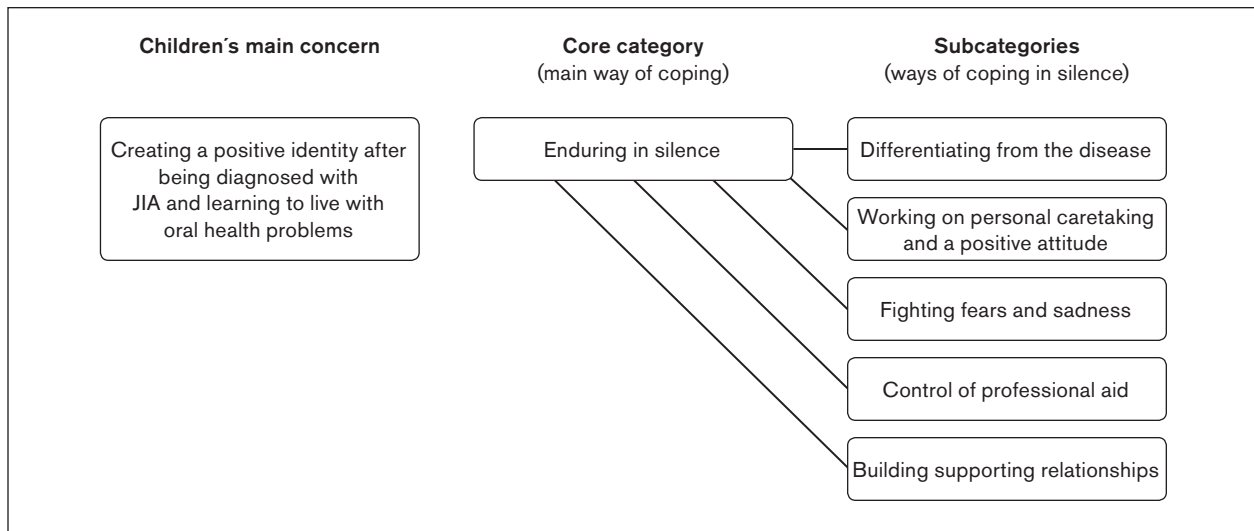 Children´s main concern
Creating a positive identity after
being diagnosed with
JIA and learning to live with
oral health problems
Core category
(main way of coping)
Enduring in silence
Subcategories
(ways of coping in silence)
Differentiating from the disease
Working on personal caretaking
and a positive attitude
Fighting fears and sadness
Control of professional aid
Building supporting relationships